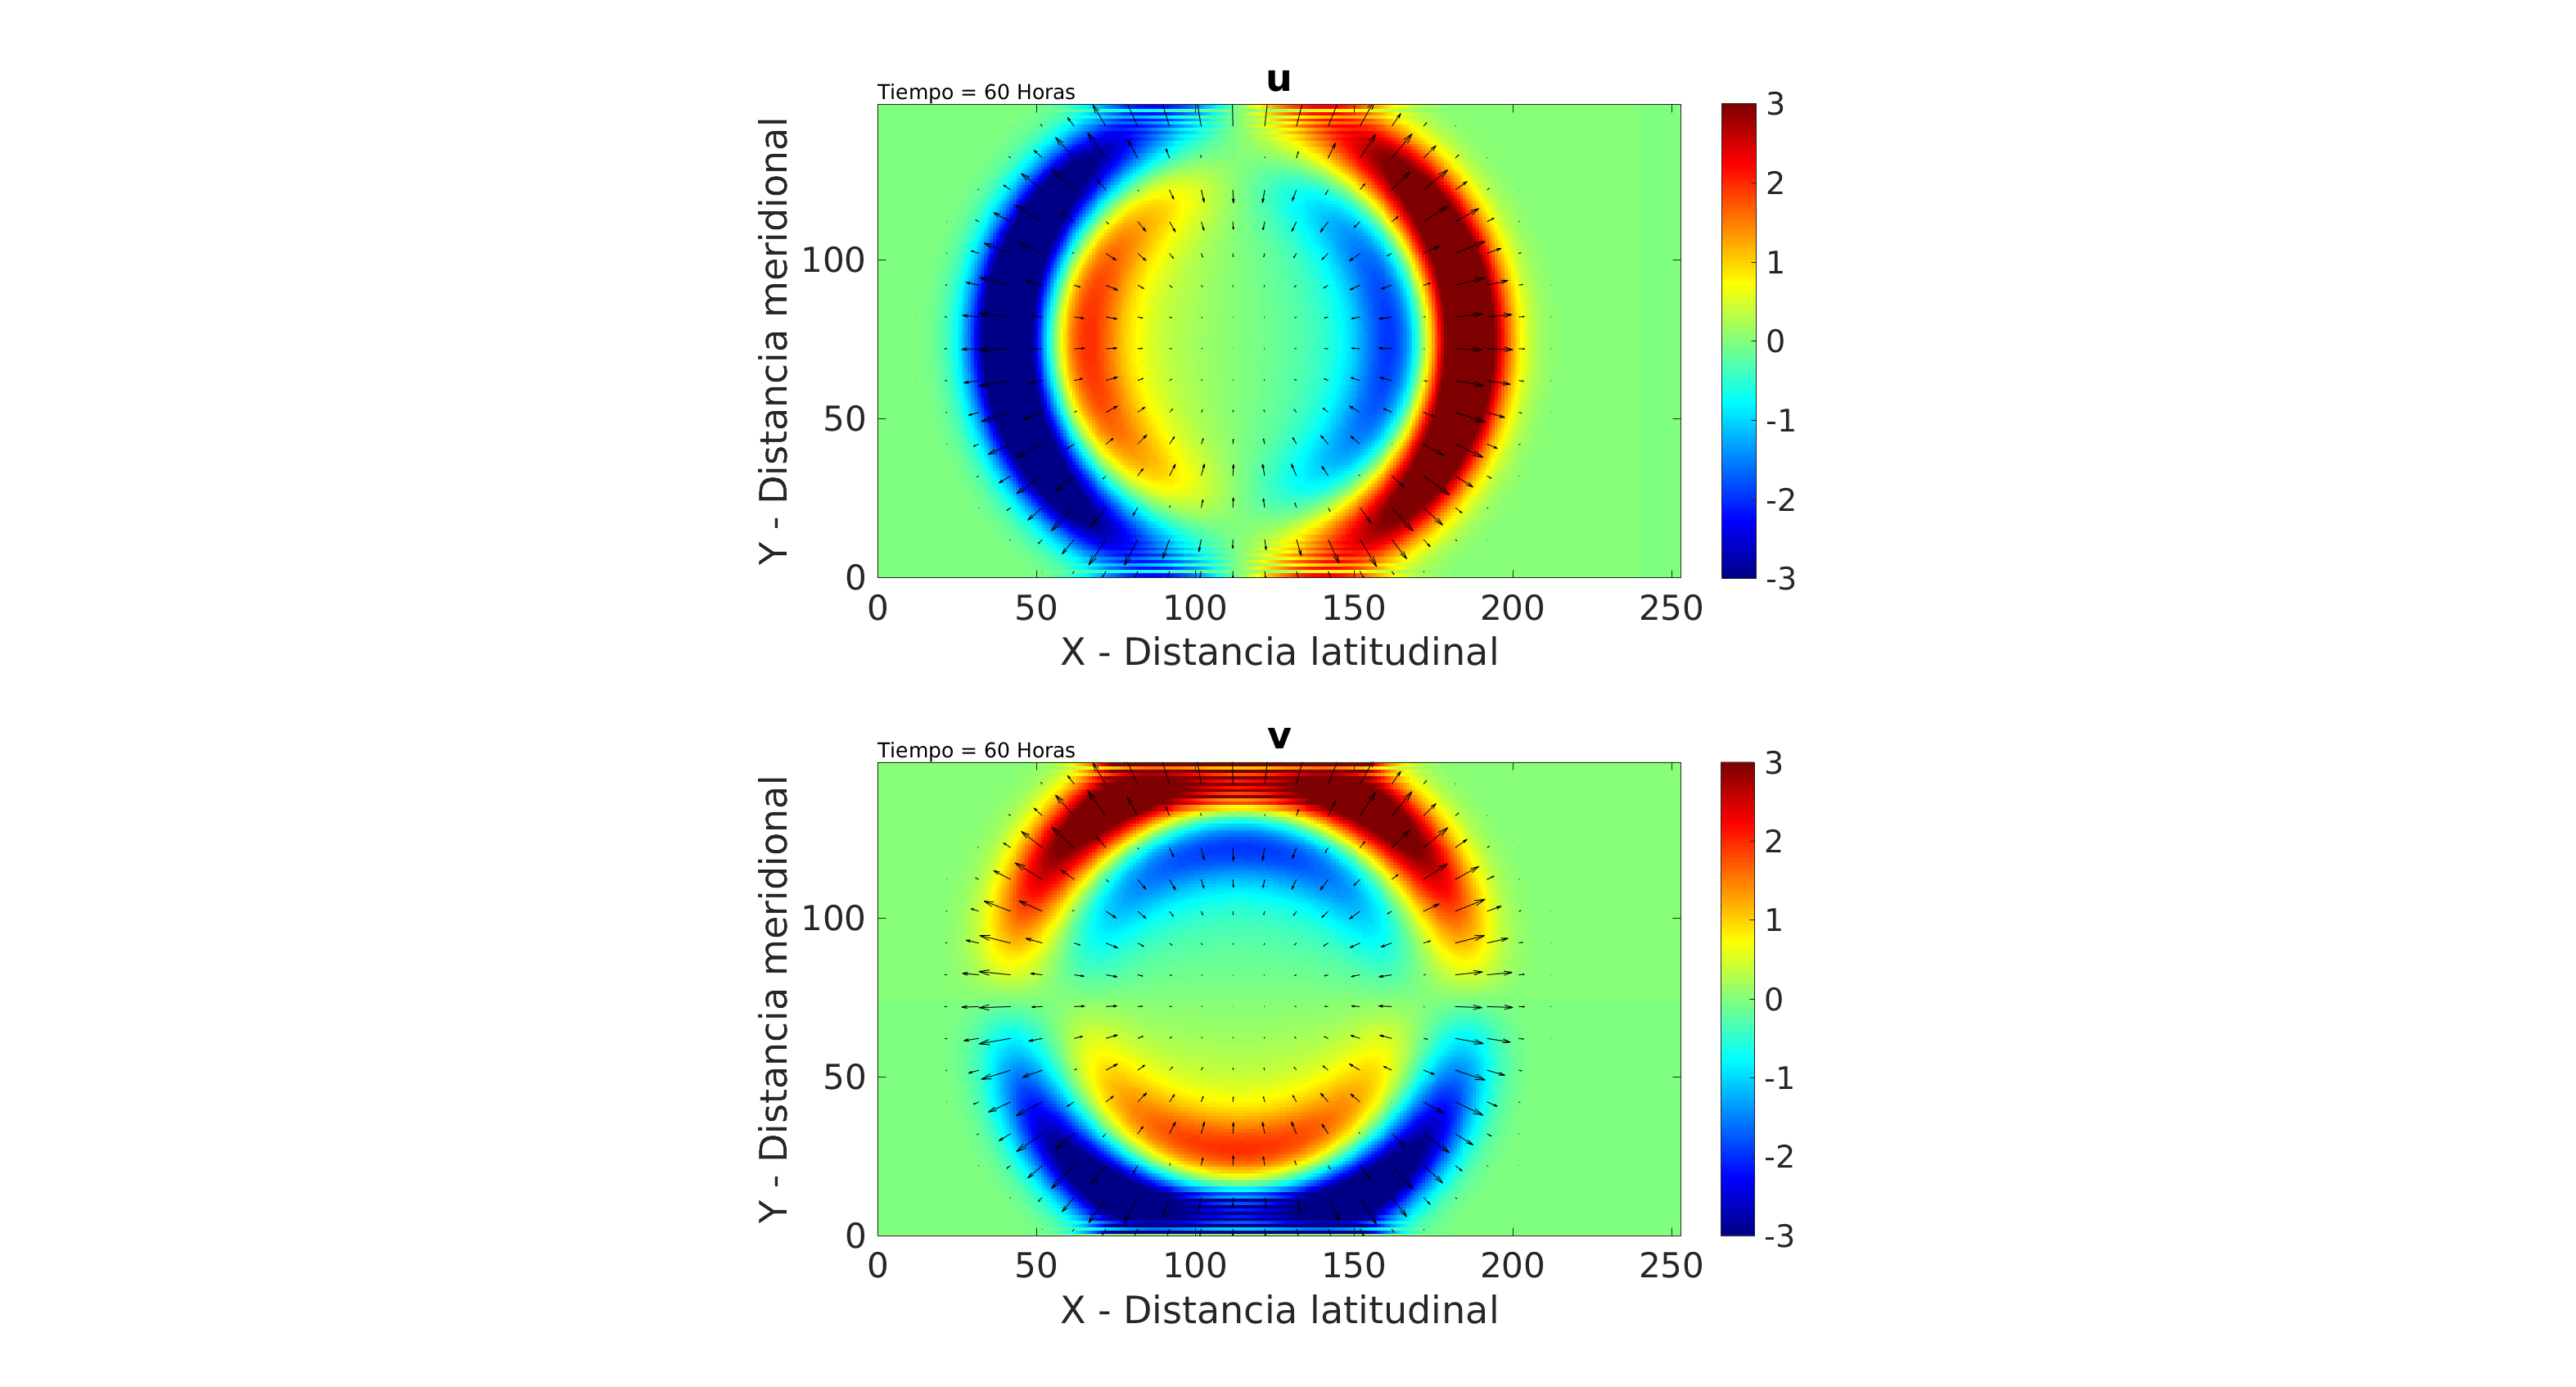 u
Tiempo = 60 Horas
Y - Distancia meridional
100
50
0
0 50 100 150 200 250
X - Distancia latitudinal
3
2
1
0
-1
-2
-3
v
Tiempo = 60 Horas
Y - Distancia meridional
100
50
0
0 50 100 150 200 250
X - Distancia latitudinal
3
2
1
0
-1
-2
-3